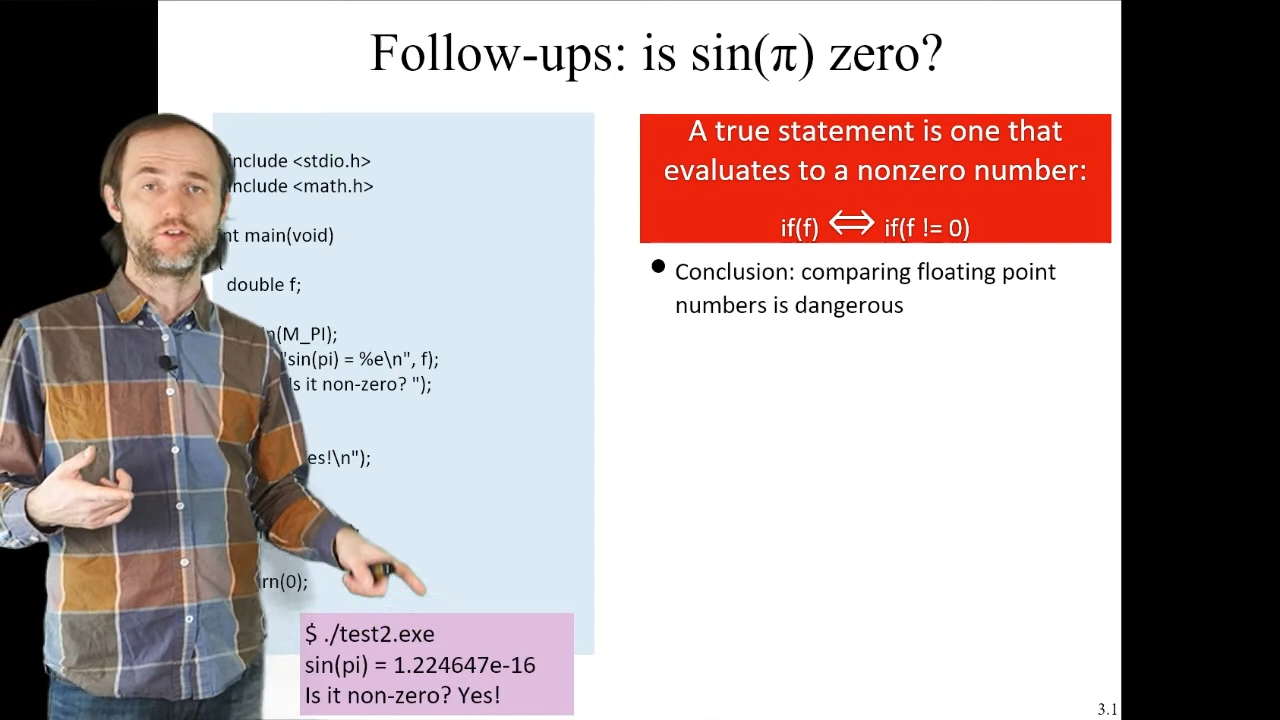 Follow-ups: is sin(π) zero?
include <stdio.h>
include <math.h>
nt main(void)
{
double f;
n(M_PI);
"sin(pi) = %e\n", f);
s it non-zero? ");
es!\n");
;
rn(0);
$ ./test2.exe
sin(pi) = 1.224647e-16
Is it non-zero? Yes!
A true statement is one that
evaluates to a nonzero number:
if(f) ⇔ if(f != 0)
● Conclusion: comparing floating point
numbers is dangerous
3.1